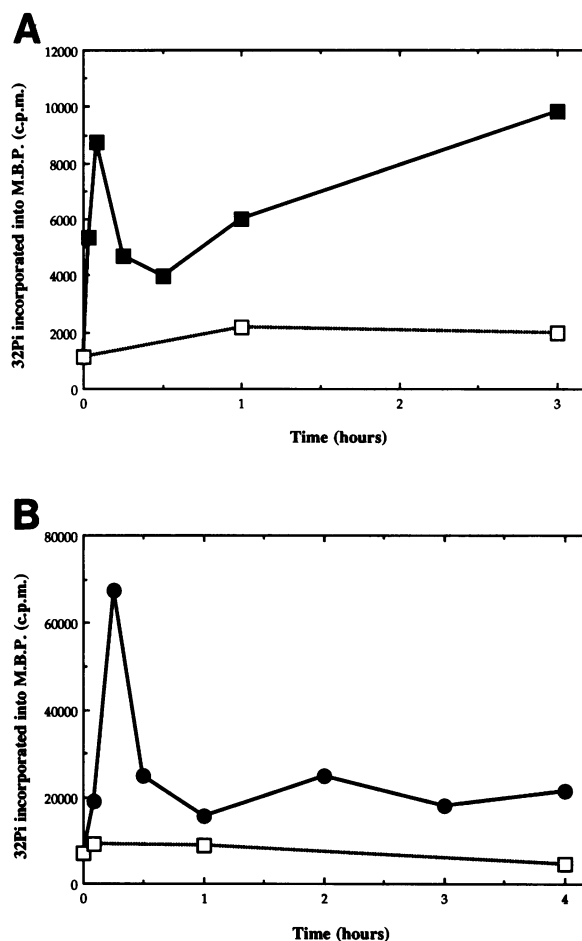 A
12000
10000
8000
6000
4000
2000
0
32Pi incorporated into M.B.P. (c.p.m.)
0 1 2 3
Time (hours)
B
80000
60000
40000
20000
0
32Pi incorporated into M.B.P. (c.p.m.)
0 1 2 3 4
Time (hours)